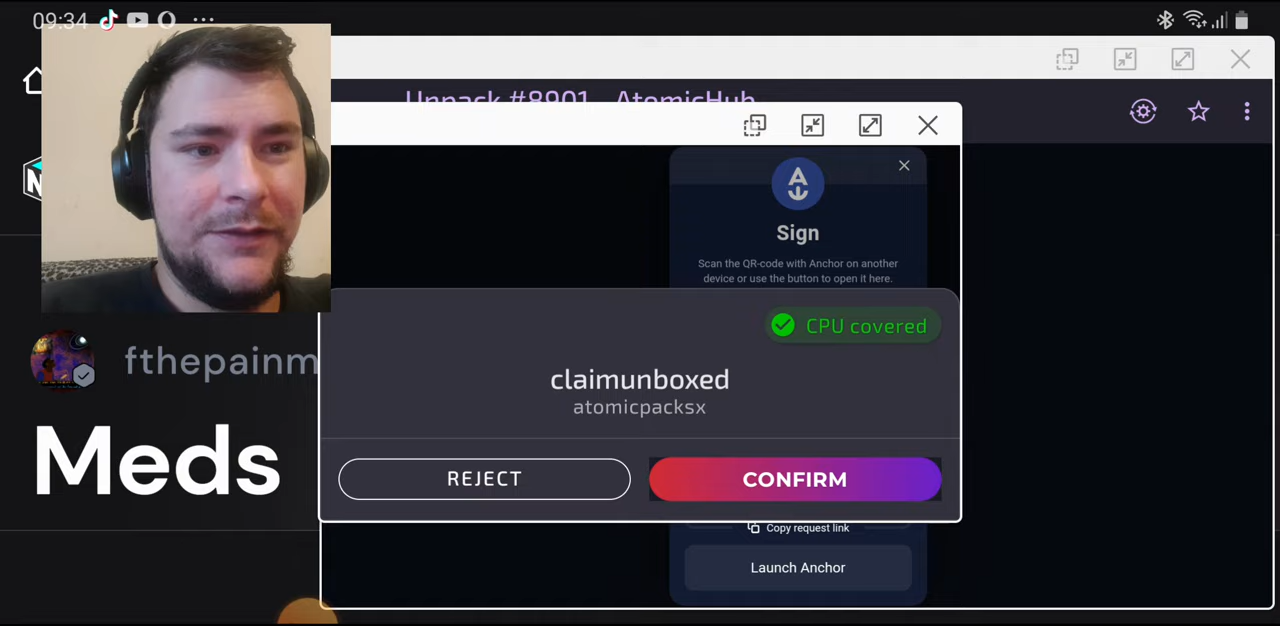 09:34
Unpack #8901 - AtomicHub
Sign
Scan the QR-code with Anchor on another
device or use the button to open it here.
CPU covered
claimunboxed
atomicpacksx
fthepainm
Meds
REJECT
CONFIRM
Copy request link
Launch Anchor